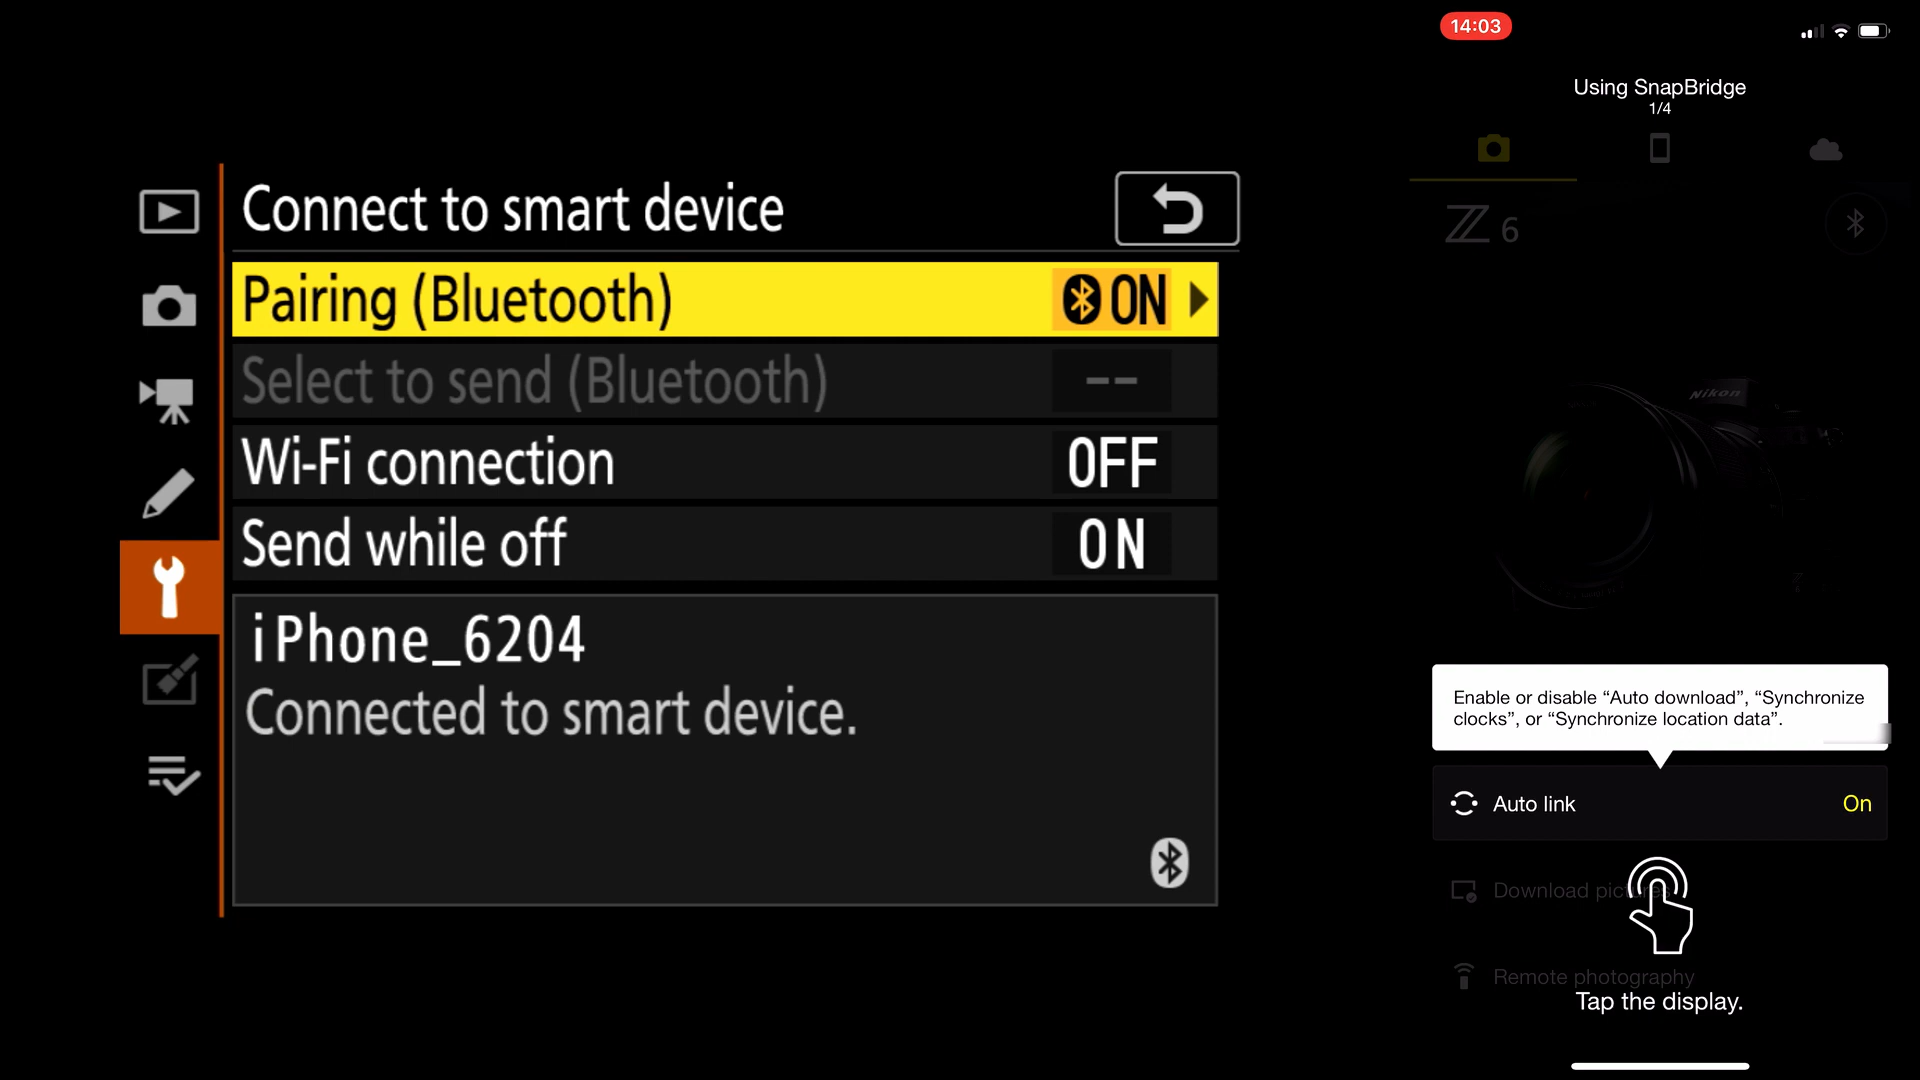 Connect to smart device
Pairing (Bluetooth) ON
Select to send (Bluetooth) --
Wi-Fi connection OFF
Send while off ON
iPhone_6204
Connected to smart device.
14:03
Using SnapBridge
1/4
Z 6
Nikon
Enable or disable “Auto download”, “Synchronize
clocks”, or “Synchronize location data”.
Auto link On
Download pictures
Remote photography
Tap the display.